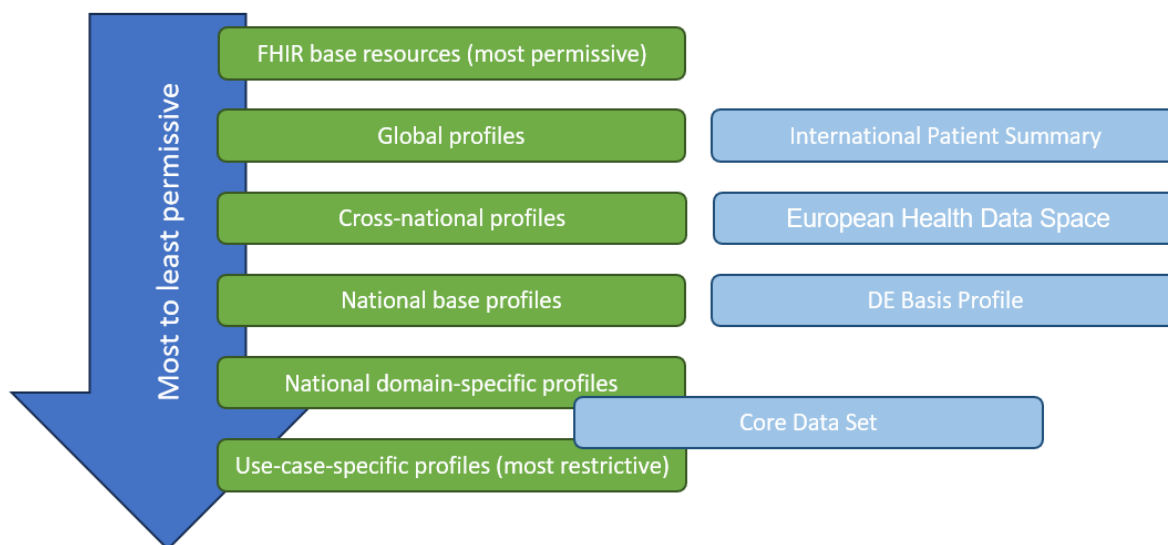 Most to least permissive
FHIR base resources (most permissive)
Global profiles
International Patient Summary
Cross-national profiles
European Health Data Space
National base profiles
DE Basis Profile
National domain-specific profiles
Core Data Set
Use-case-specific profiles (most restrictive)